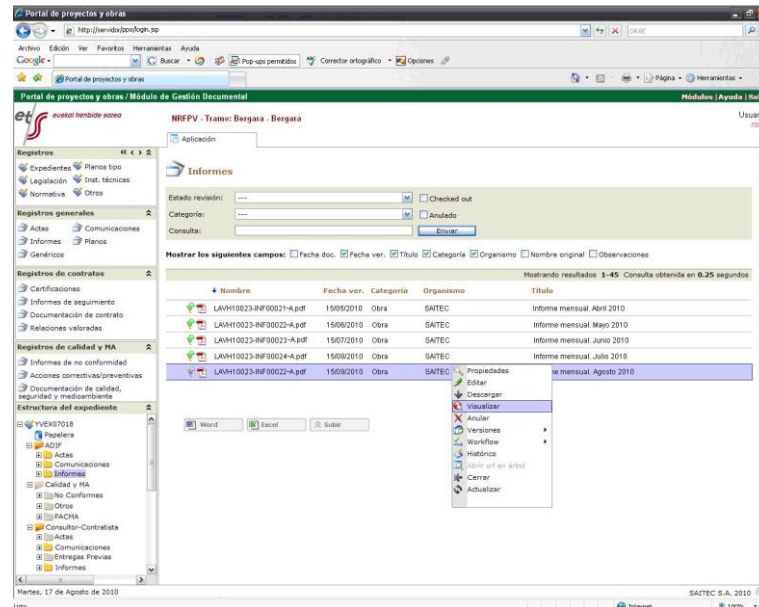 Portal de proyectos y obras
http://servidor/ppo/login.jsp
DRAE
Archivo Edición Ver Favoritos Herramientas Ayuda
Google Buscar Pop-ups permitidos Corrector ortográfico Opciones
Portal de proyectos y obras Página Herramientas
Portal de proyectos y obras / Módulo de Gestión Documental Módulos | Ayuda | Sal
et euskal trenbide sarea
NRFPV - Tramo: Bergara - Bergara
Usuar
Aplicación
Registros
Expedientes Planos tipo
Legislación Inst. técnicas
Normativa Otros
Registros generales
Actas Comunicaciones
Informes Planos
Genéricos
Registros de contratos
Certificaciones
Informes de seguimiento
Documentación de contrato
Relaciones valoradas
Registros de calidad y MA
Informes de no conformidad
Acciones correctivas/preventivas
Documentación de calidad,
seguridad y medioambiente
Estructura del expediente
YVEX07018
Papelera
ADIF
Actas
Comunicaciones
Informes
Calidad y MA
No Conformes
Otros
PACMA
Consultor-Contratista
Actas
Comunicaciones
Entregas Previas
Informes
Informes
Estado revisión: --- Checked out
Categoría: --- Anulado
Consulta: Enviar
Mostrar los siguientes campos: Fecha doc. Fecha ver. Título Categoría Organismo Nombre original Observaciones
Mostrando resultados 1-45 Consulta obtenida en 0.25 segundos
Nombre Fecha ver. Categoría Organismo Título
LAVH10023-INF00021-A.pdf 15/05/2010 Obra SAITEC Informe mensual. Abril 2010
LAVH10023-INF00022-A.pdf 15/06/2010 Obra SAITEC Informe mensual. Mayo 2010
LAVH10023-INF00023-A.pdf 15/07/2010 Obra SAITEC Informe mensual. Junio 2010
LAVH10023-INF00024-A.pdf 15/08/2010 Obra SAITEC Informe mensual. Julio 2010
LAVH10023-INF00022-A.pdf 15/09/2010 Obra SAITEC me mensual. Agosto 2010
Propiedades
Editar
Descargar
Visualizar
Anular
Versiones
Workflow
Histórico
Abrir url en árbol
Cerrar
Actualizar
Word Excel Subir
Martes, 17 de Agosto de 2010 SAITEC S.A. 2010
Listo Internet 100%